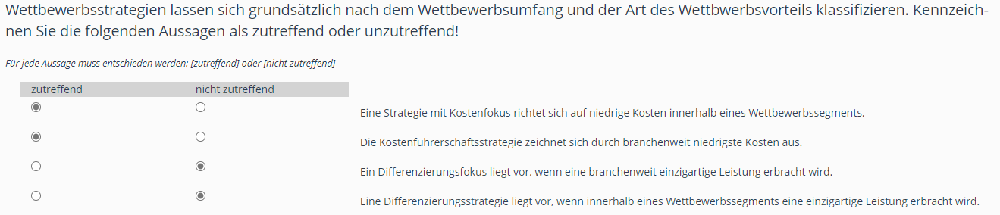 Wettbewerbsstrategien lassen sich grundsätzlich nach dem Wettbewerbsumfang und der Art des Wettbwerbsvorteils klassifizieren. Kennzeich-
nen Sie die folgenden Aussagen als zutreffend oder unzutreffend!
Für jede Aussage muss entschieden werden: [zutreffend] oder [nicht zutreffend]
zutreffend nicht zutreffend
Eine Strategie mit Kostenfokus richtet sich auf niedrige Kosten innerhalb eines Wettbewerbssegments.
Die Kostenführerschaftsstrategie zeichnet sich durch branchenweit niedrigste Kosten aus.
Ein Differenzierungsfokus liegt vor, wenn eine branchenweit einzigartige Leistung erbracht wird.
Eine Differenzierungsstrategie liegt vor, wenn innerhalb eines Wettbewerbssegments eine einzigartige Leistung erbracht wird.